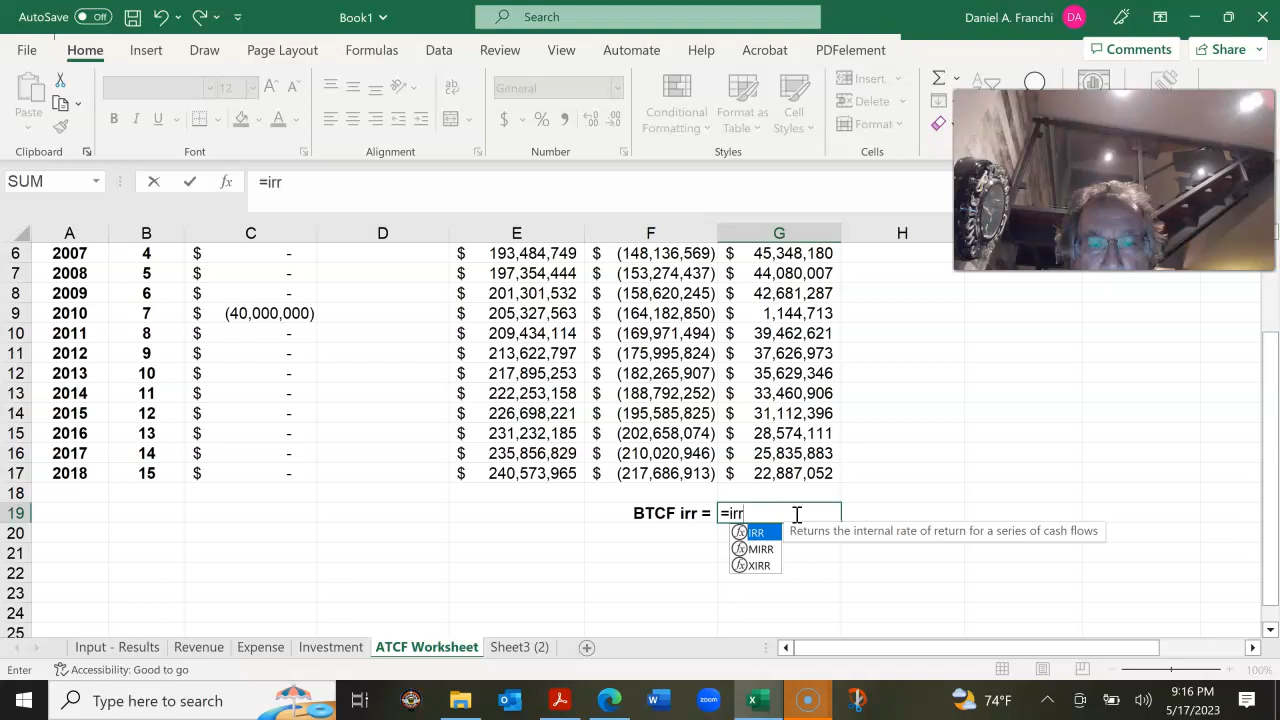 AutoSave Off Book1 Search Daniel A. Franchi DA
File Home Insert Draw Page Layout Formulas Data Review View Automate Help Acrobat PDFelement Comments Share
Paste 12 General Conditional Formatting Format as Table Cell Styles Insert Delete Format
B I U A $ % ,
Clipboard Font Alignment Number Styles Cells
SUM fx =irr
A B C D E F G H
6 2007 4 $ - $ 193,484,749 $ (148,136,569) $ 45,348,180
7 2008 5 $ - $ 197,354,444 $ (153,274,437) $ 44,080,007
8 2009 6 $ - $ 201,301,532 $ (158,620,245) $ 42,681,287
9 2010 7 $ (40,000,000) $ 205,327,563 $ (164,182,850) $ 1,144,713
10 2011 8 $ - $ 209,434,114 $ (169,971,494) $ 39,462,621
11 2012 9 $ - $ 213,622,797 $ (175,995,824) $ 37,626,973
12 2013 10 $ - $ 217,895,253 $ (182,265,907) $ 35,629,346
13 2014 11 $ - $ 222,253,158 $ (188,792,252) $ 33,460,906
14 2015 12 $ - $ 226,698,221 $ (195,585,825) $ 31,112,396
15 2016 13 $ - $ 231,232,185 $ (202,658,074) $ 28,574,111
16 2017 14 $ - $ 235,856,829 $ (210,020,946) $ 25,835,883
17 2018 15 $ - $ 240,573,965 $ (217,686,913) $ 22,887,052
18
19 BTCF irr = =irr
20 IRR Returns the internal rate of return for a series of cash flows
21 MIRR
22 XIRR
23
24
25
Input - Results Revenue Expense Investment ATCF Worksheet Sheet3 (2)
Enter Accessibility: Good to go 100%
Type here to search 74°F 9:16 PM
5/17/2023